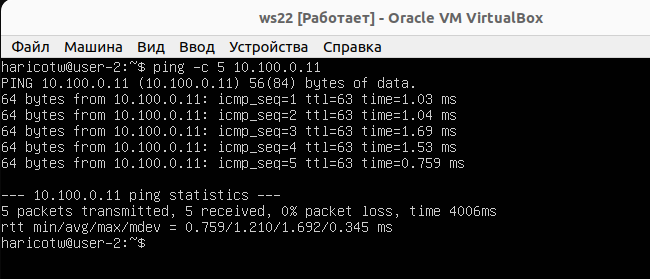 ws22 [Работает] - Oracle VM VirtualBox
Файл Машина Вид Ввод Устройства Справка
haricotw@user-2:~$ ping -c 5 10.100.0.11
PING 10.100.0.11 (10.100.0.11) 56(84) bytes of data.
64 bytes from 10.100.0.11: icmp_seq=1 ttl=63 time=1.03 ms
64 bytes from 10.100.0.11: icmp_seq=2 ttl=63 time=1.04 ms
64 bytes from 10.100.0.11: icmp_seq=3 ttl=63 time=1.69 ms
64 bytes from 10.100.0.11: icmp_seq=4 ttl=63 time=1.53 ms
64 bytes from 10.100.0.11: icmp_seq=5 ttl=63 time=0.759 ms
--- 10.100.0.11 ping statistics ---
5 packets transmitted, 5 received, 0% packet loss, time 4006ms
rtt min/avg/max/mdev = 0.759/1.210/1.692/0.345 ms
haricotw@user-2:~$